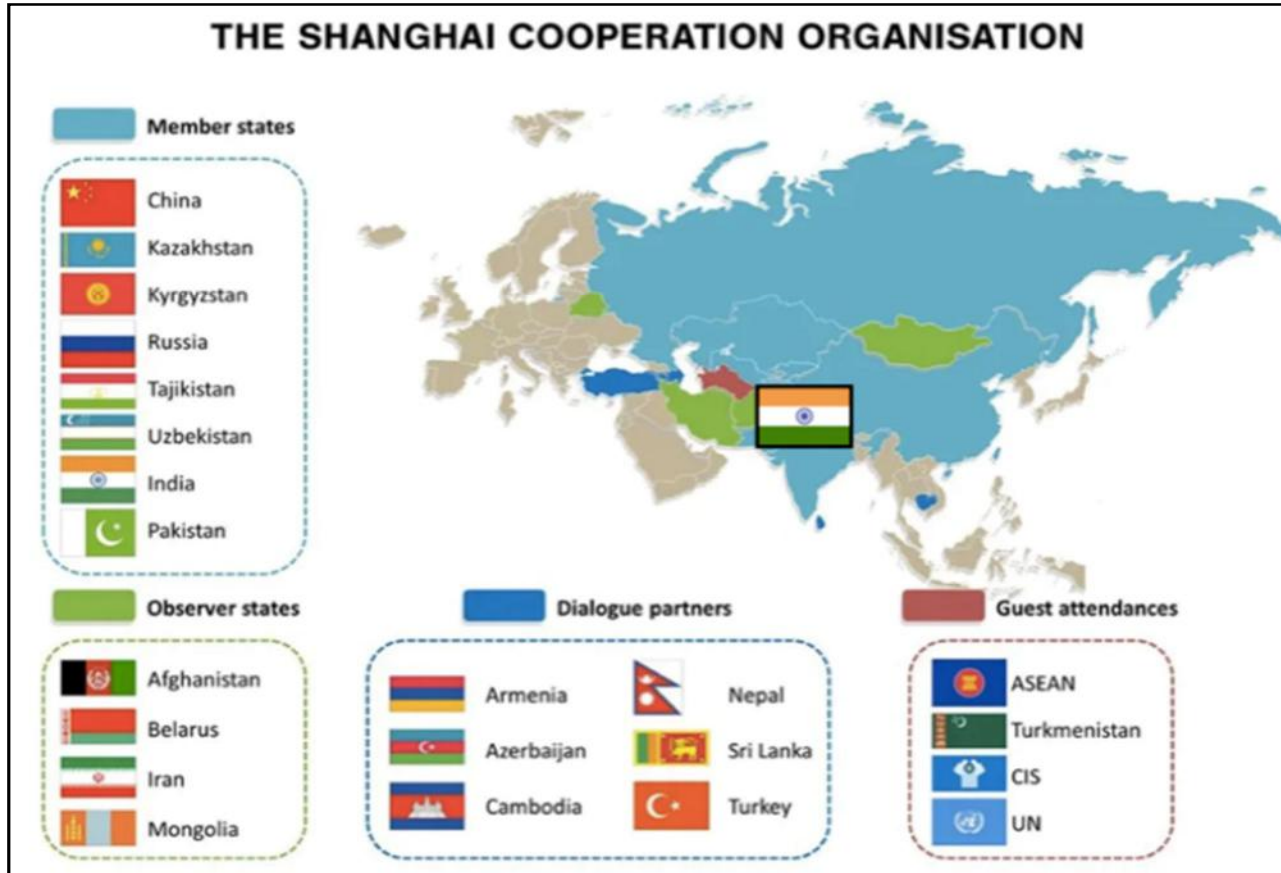 THE SHANGHAI COOPERATION ORGANISATION
Member states
China
Kazakhstan
Kyrgyzstan
Russia
Tajikistan
Uzbekistan
India
Pakistan
Observer states
Afghanistan
Belarus
Iran
Mongolia
Dialogue partners
Armenia
Azerbaijan
Cambodia
Nepal
Sri Lanka
Turkey
Guest attendances
ASEAN
Turkmenistan
CIS
UN